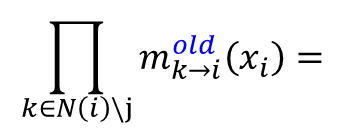 ∏ m^{old}_{k→i}(x_i) =
k∈N(i)\j